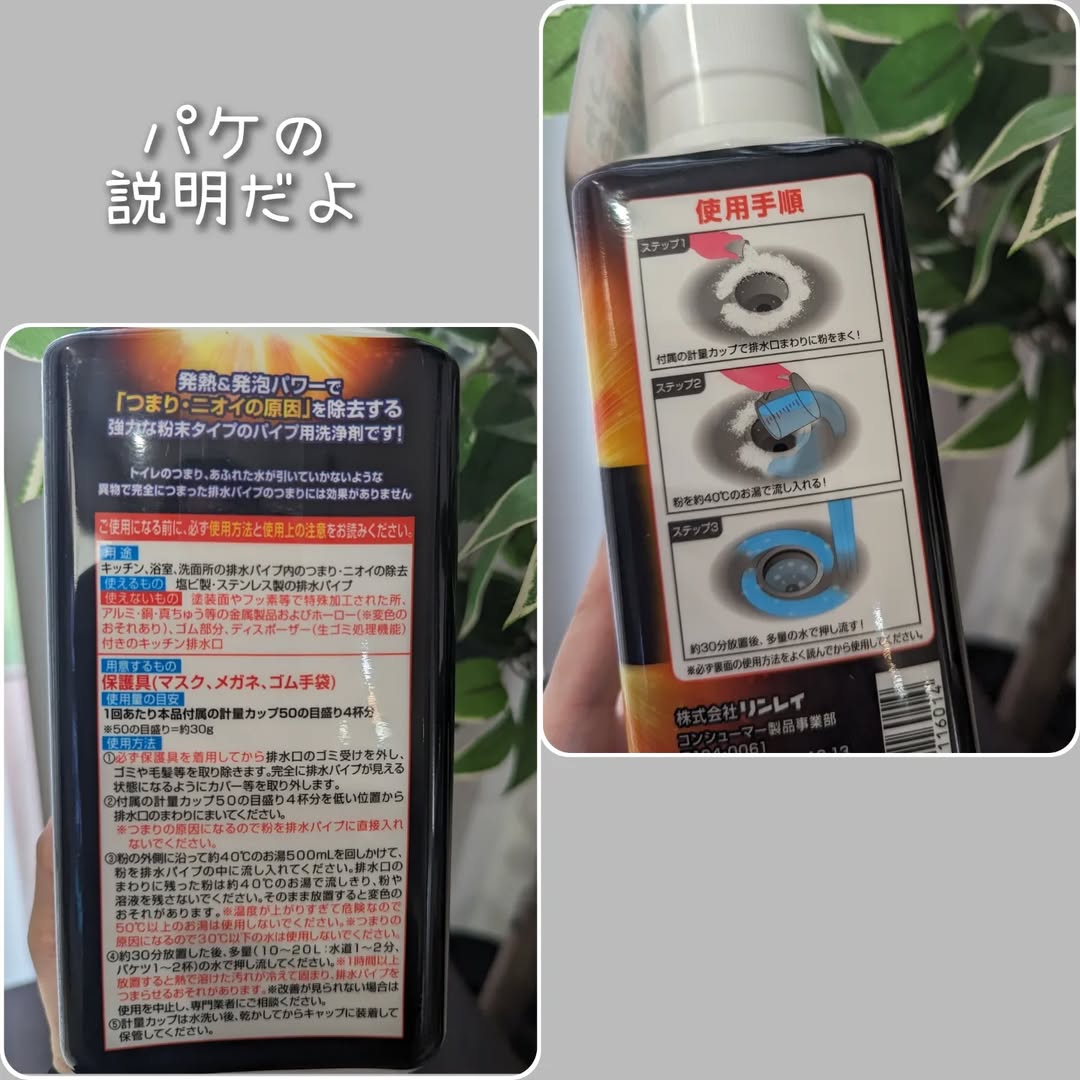 パケの
説明だよ
発熱&発泡パワーで
「つまり・ニオイの原因」を除去する
強力な粉末タイプのパイプ用洗浄剤です!
トイレのつまり、あふれた水が引いていかないような
異物で完全につまった排水パイプのつまりには効果がありません
ご使用になる前に、必ず使用方法と使用上の注意をお読みください。
用途
キッチン、浴室、洗面所の排水パイプ内のつまり・ニオイの除去
使えるもの 塩ビ製・ステンレス製の排水パイプ
使えないもの 塗装面やフッ素等で特殊加工された所、
アルミ・銅・真ちゅう等の金属製品およびホーロー(※変色の
おそれあり)、ゴム部分、ディスポーザー(生ゴミ処理機能)
付きのキッチン排水口
用意するもの
保護具(マスク、メガネ、ゴム手袋)
使用量の目安
1回あたり本品付属の計量カップ50の目盛り4杯分
※50の目盛り=約30g
使用方法
①必ず保護具を着用してから排水口のゴミ受けを外し、
ゴミや毛髪等を取り除きます。完全に排水パイプが見える
状態になるようにカバー等を取り外します。
②付属の計量カップ50の目盛り4杯分を低い位置から
排水口のまわりにまいてください。
※つまりの原因になるので粉を排水パイプに直接入れ
ないでください。
③粉の外側に沿って約40℃のお湯500mLを回しかけて、
粉を排水パイプの中に流し入れてください。排水口の
まわりに残った粉は約40℃のお湯で流しきり、粉や
溶液を残さないでください。そのまま放置すると変色の
おそれがあります。※温度が上がりすぎて危険なので
50℃以上のお湯は使用しないでください。※つまりの
原因になるので30℃以下の水は使用しないでください。
④約30分放置した後、多量(10〜20L:水道1〜2分、
バケツ1〜2杯)の水で押し流してください。※1時間以上
放置すると熱で溶けた汚れが冷えて固まり、排水パイプを
つまらせるおそれがあります。※改善が見られない場合は
使用を中止し、専門業者にご相談ください。
⑤計量カップは水洗い後、乾かしてからキャップに装着して
保管してください。
使用手順
ステップ1
付属の計量カップで排水口まわりに粉をまく!
ステップ2
粉を約40℃のお湯で流し入れる!
ステップ3
約30分放置後、多量の水で押し流す!
※必ず裏面の使用方法をよく読んでから使用してください。
株式会社リンレイ
コンシューマー製品事業部